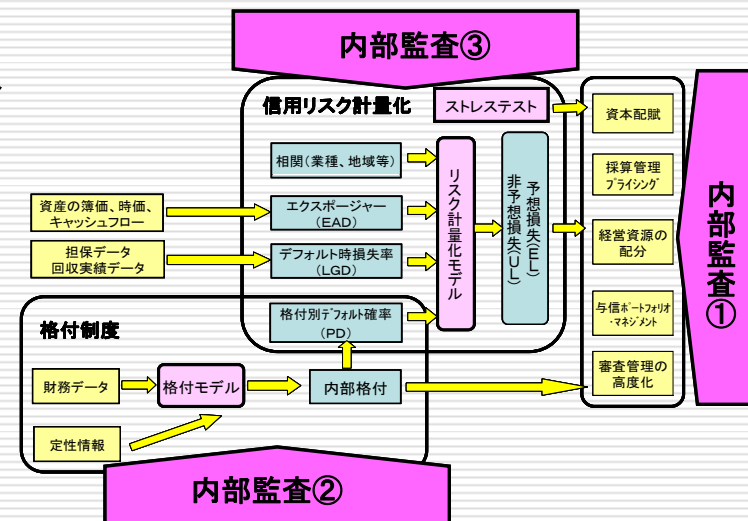 内部監査③
信用リスク計量化
ストレステスト
資本配賦
相関(業種、地域等)
採算管理
プライシング
資産の簿価、時価、
キャッシュフロー
エクスポージャー
(EAD)
リスク計量化モデル
予想損失(EL)
非予想損失(UL)
経営資源の
配分
内部監査①
担保データ
回収実績データ
デフォルト時損失率
(LGD)
格付別デフォルト確率
(PD)
与信ポートフォリオ
・マネジメント
格付制度
財務データ
格付モデル
内部格付
審査管理の
高度化
定性情報
内部監査②